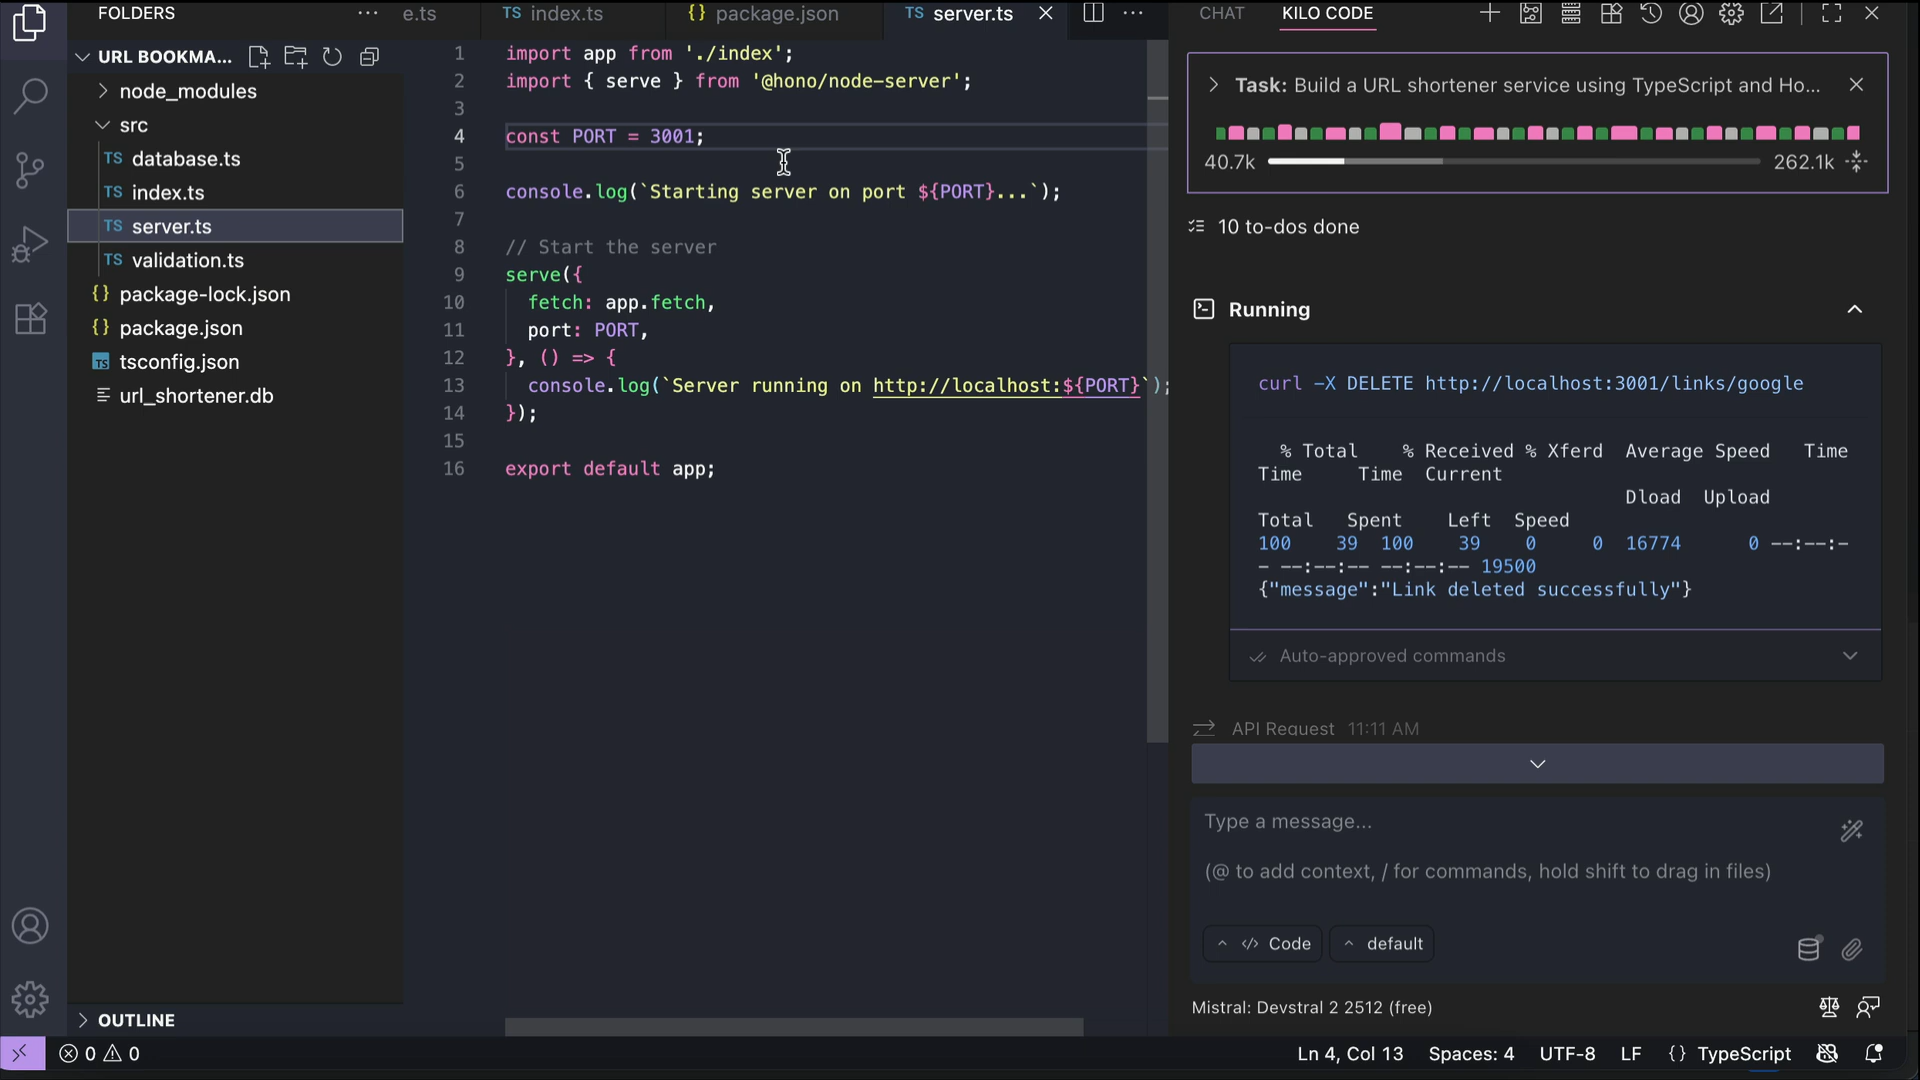 FOLDERS
URL BOOKMA...
node_modules
src
TS database.ts
TS index.ts
TS server.ts
TS validation.ts
{} package-lock.json
{} package.json
TS tsconfig.json
url_shortener.db
OUTLINE
e.ts
TS index.ts
{} package.json
TS server.ts
1 import app from './index';
2 import { serve } from '@hono/node-server';
3
4 const PORT = 3001;
5
6 console.log(`Starting server on port ${PORT}...`);
7
8 // Start the server
9 serve({
10 fetch: app.fetch,
11 port: PORT,
12 }, () => {
13 console.log(`Server running on http://localhost:${PORT}`);
14 });
15
16 export default app;
CHAT
KILO CODE
Task: Build a URL shortener service using TypeScript and Ho...
40.7k 262.1k
10 to-dos done
Running
curl -X DELETE http://localhost:3001/links/google
% Total % Received % Xferd Average Speed Time
Time Time Current
Dload Upload
Total Spent Left Speed
100 39 100 39 0 0 16774 0 --:--:-
- --:--:-- --:--:-- 19500
{"message":"Link deleted successfully"}
Auto-approved commands
API Request 11:11 AM
Type a message...
(@ to add context, / for commands, hold shift to drag in files)
</> Code
default
Mistral: Devstral 2 2512 (free)
0 0
Ln 4, Col 13
Spaces: 4
UTF-8
LF
{} TypeScript